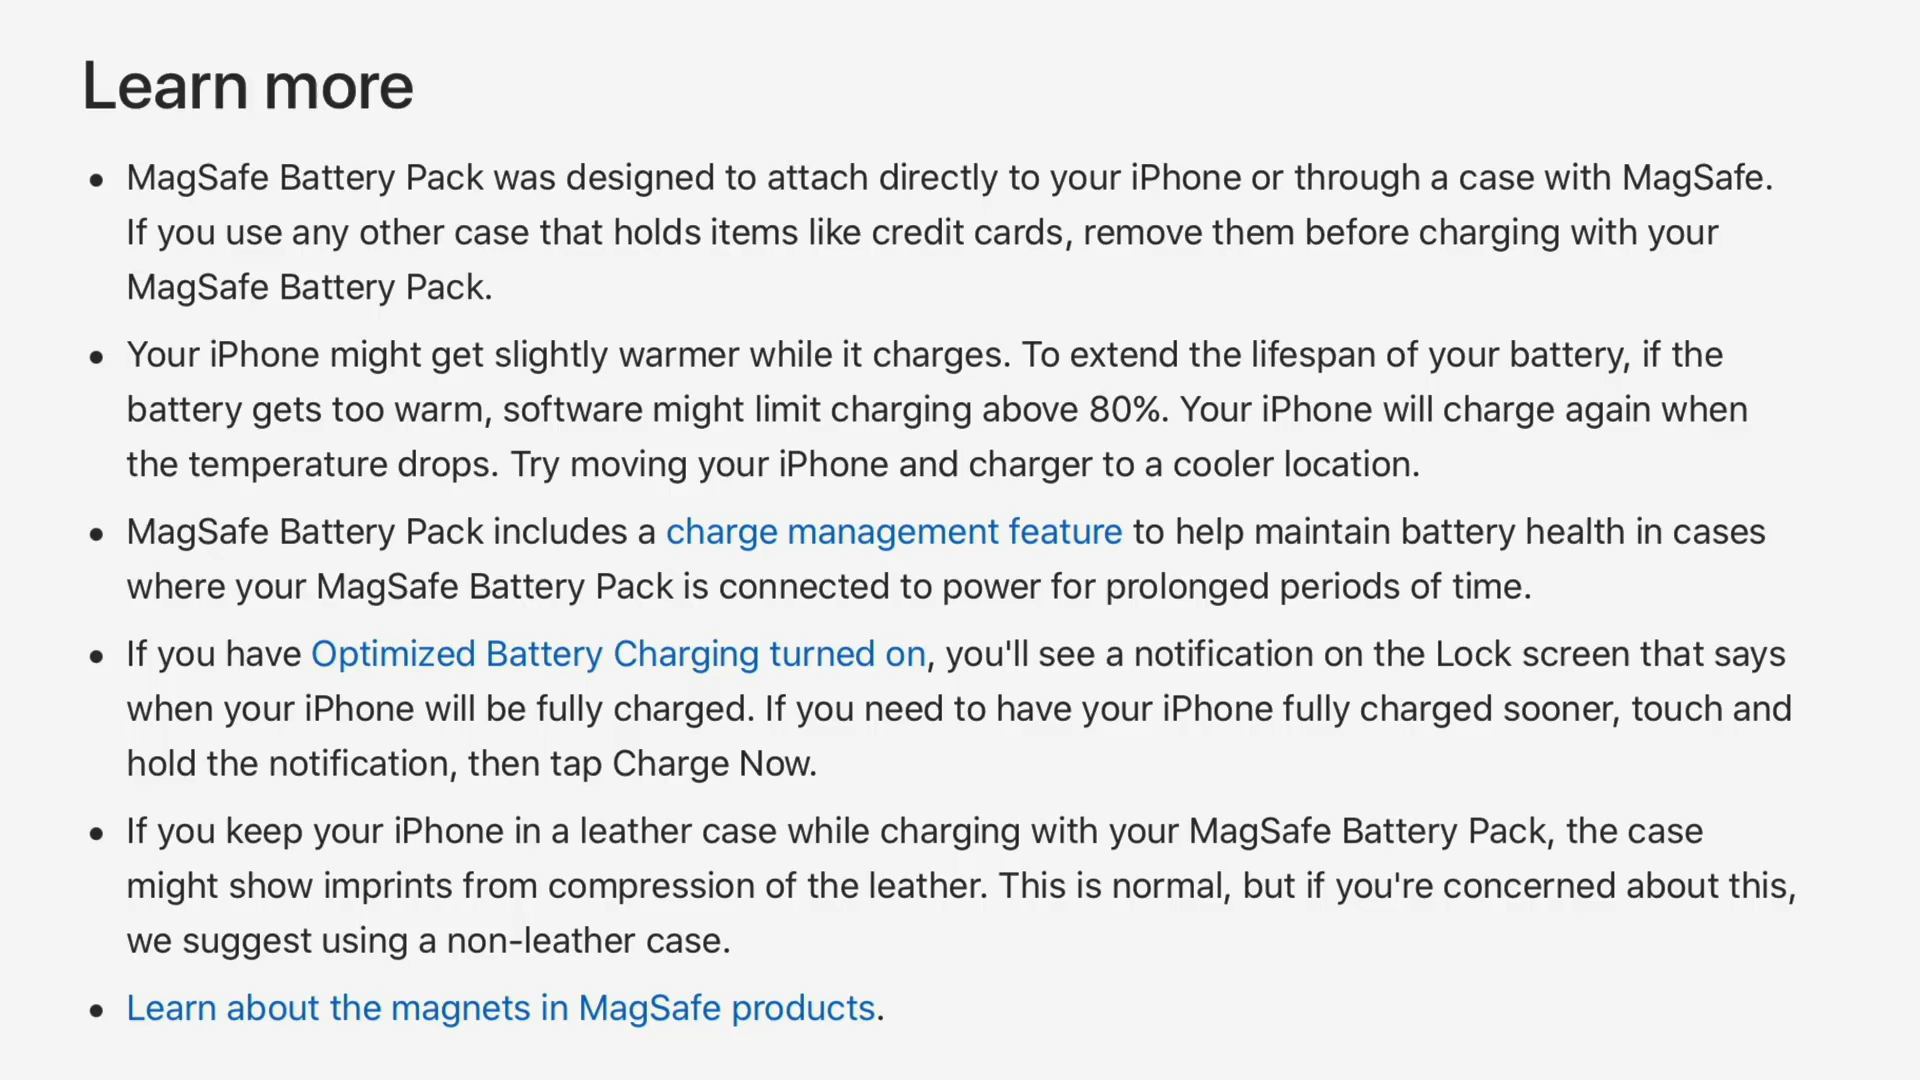 Learn more
• MagSafe Battery Pack was designed to attach directly to your iPhone or through a case with MagSafe.
If you use any other case that holds items like credit cards, remove them before charging with your
MagSafe Battery Pack.
• Your iPhone might get slightly warmer while it charges. To extend the lifespan of your battery, if the
battery gets too warm, software might limit charging above 80%. Your iPhone will charge again when
the temperature drops. Try moving your iPhone and charger to a cooler location.
• MagSafe Battery Pack includes a charge management feature to help maintain battery health in cases
where your MagSafe Battery Pack is connected to power for prolonged periods of time.
• If you have Optimized Battery Charging turned on, you'll see a notification on the Lock screen that says
when your iPhone will be fully charged. If you need to have your iPhone fully charged sooner, touch and
hold the notification, then tap Charge Now.
• If you keep your iPhone in a leather case while charging with your MagSafe Battery Pack, the case
might show imprints from compression of the leather. This is normal, but if you're concerned about this,
we suggest using a non-leather case.
• Learn about the magnets in MagSafe products.